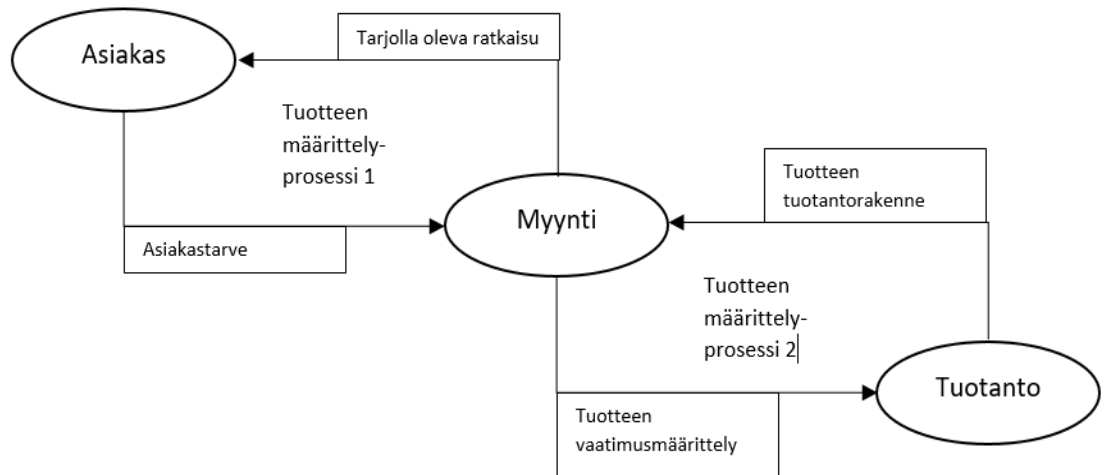 Asiakas
Tarjolla oleva ratkaisu
Tuotteen
määrittely-
prosessi 1
Asiakastarve
Myynti
Tuotteen
tuotantorakenne
Tuotteen
määrittely-
prosessi 2
Tuotteen
vaatimusmäärittely
Tuotanto